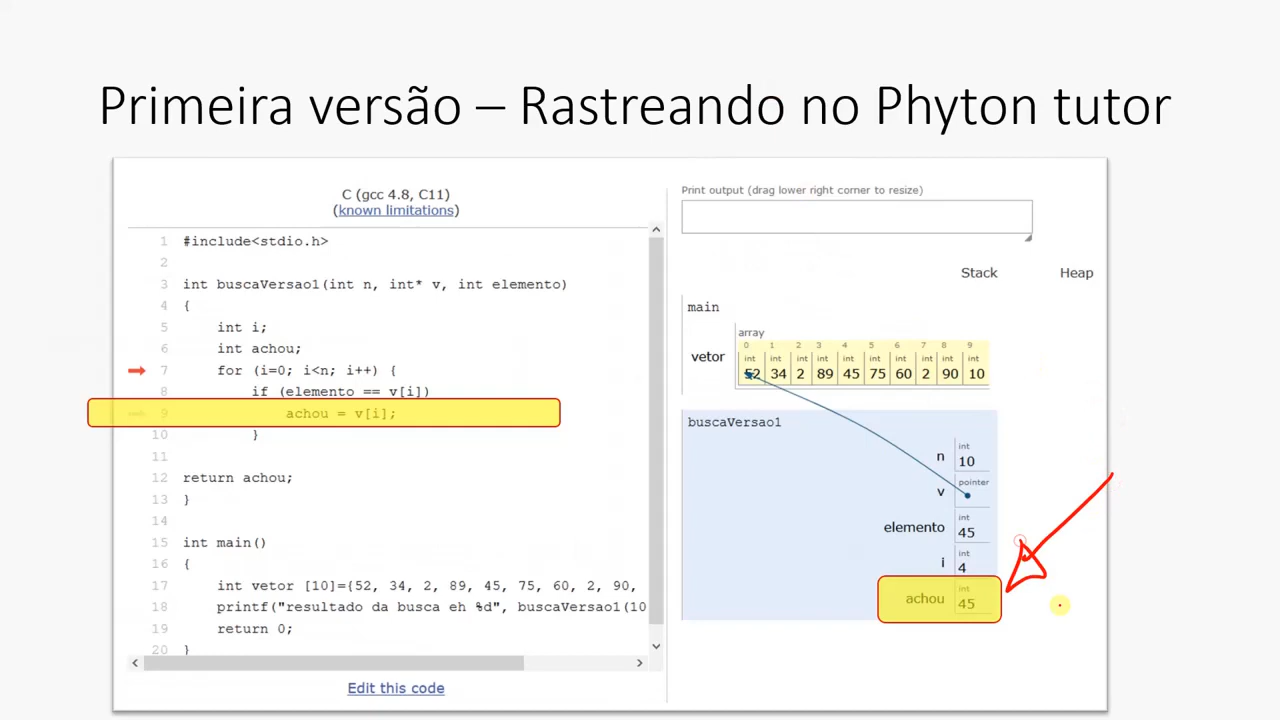 Primeira versão – Rastreando no Phyton tutor
C (gcc 4.8, C11)
(known limitations)
1 #include<stdio.h>
2
3 int buscaVersao1(int n, int* v, int elemento)
4 {
5 int i;
6 int achou;
7 for (i=0; i<n; i++) {
8 if (elemento == v[i])
9 achou = v[i];
10 }
11
12 return achou;
13 }
14
15 int main()
16 {
17 int vetor [10]={52, 34, 2, 89, 45, 75, 60, 2, 90,
18 printf("resultado da busca eh %d", buscaVersao1(10
19 return 0;
20 }
Edit this code
Print output (drag lower right corner to resize)
Stack Heap
main
array
0 1 2 3 4 5 6 7 8 9
int int int int int int int int int int
vetor 52 34 2 89 45 75 60 2 90 10
buscaVersao1
int
n 10
pointer
v
int
elemento 45
int
i 4
int
achou 45